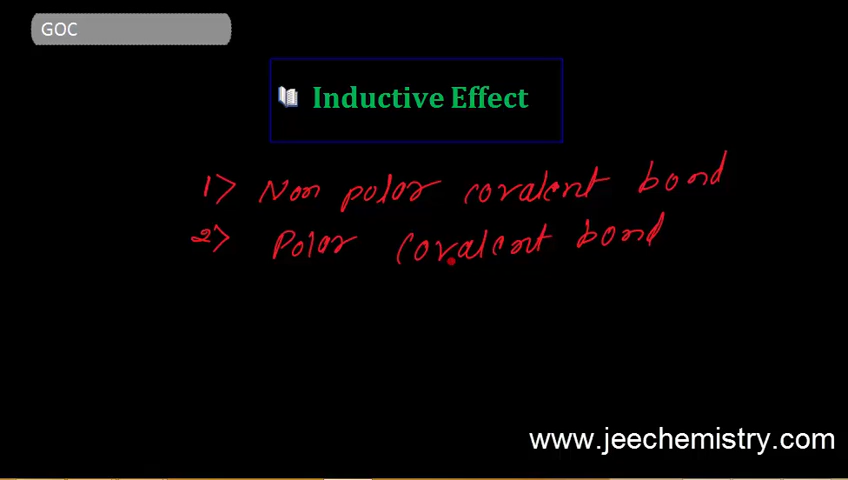 GOC
Inductive Effect
1> Non polar covalent bond
2> Polar covalent bond
www.jeechemistry.com